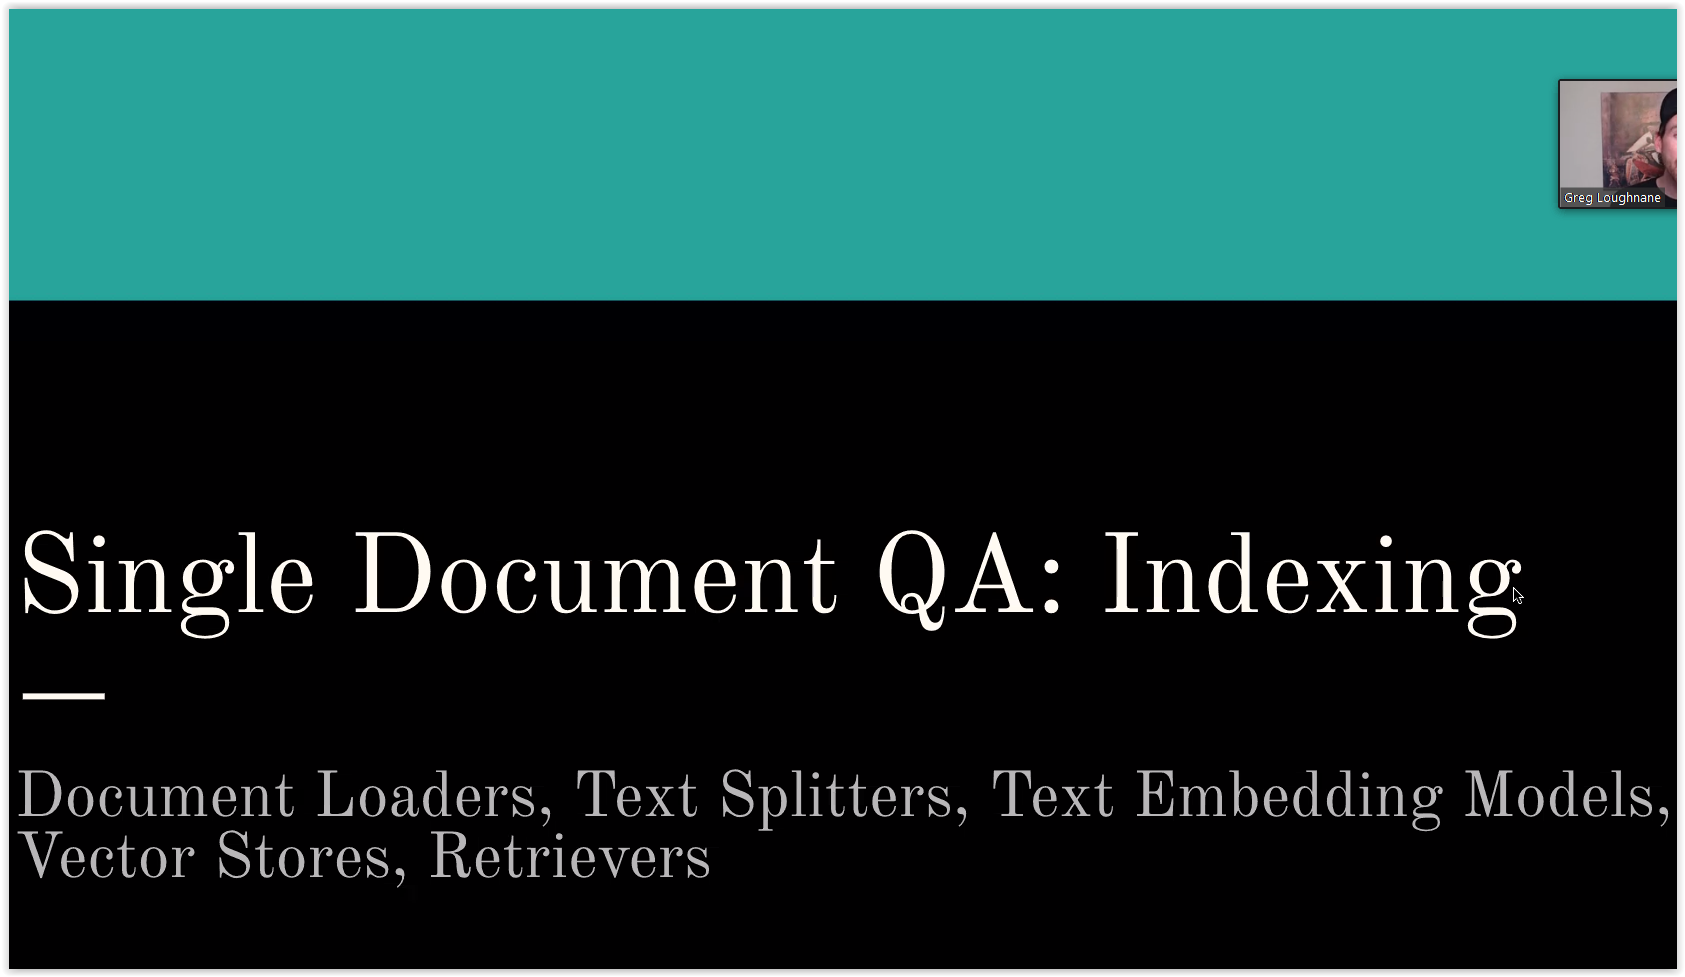 Greg Loughnane
Single Document QA: Indexing
Document Loaders, Text Splitters, Text Embedding Models,
Vector Stores, Retrievers